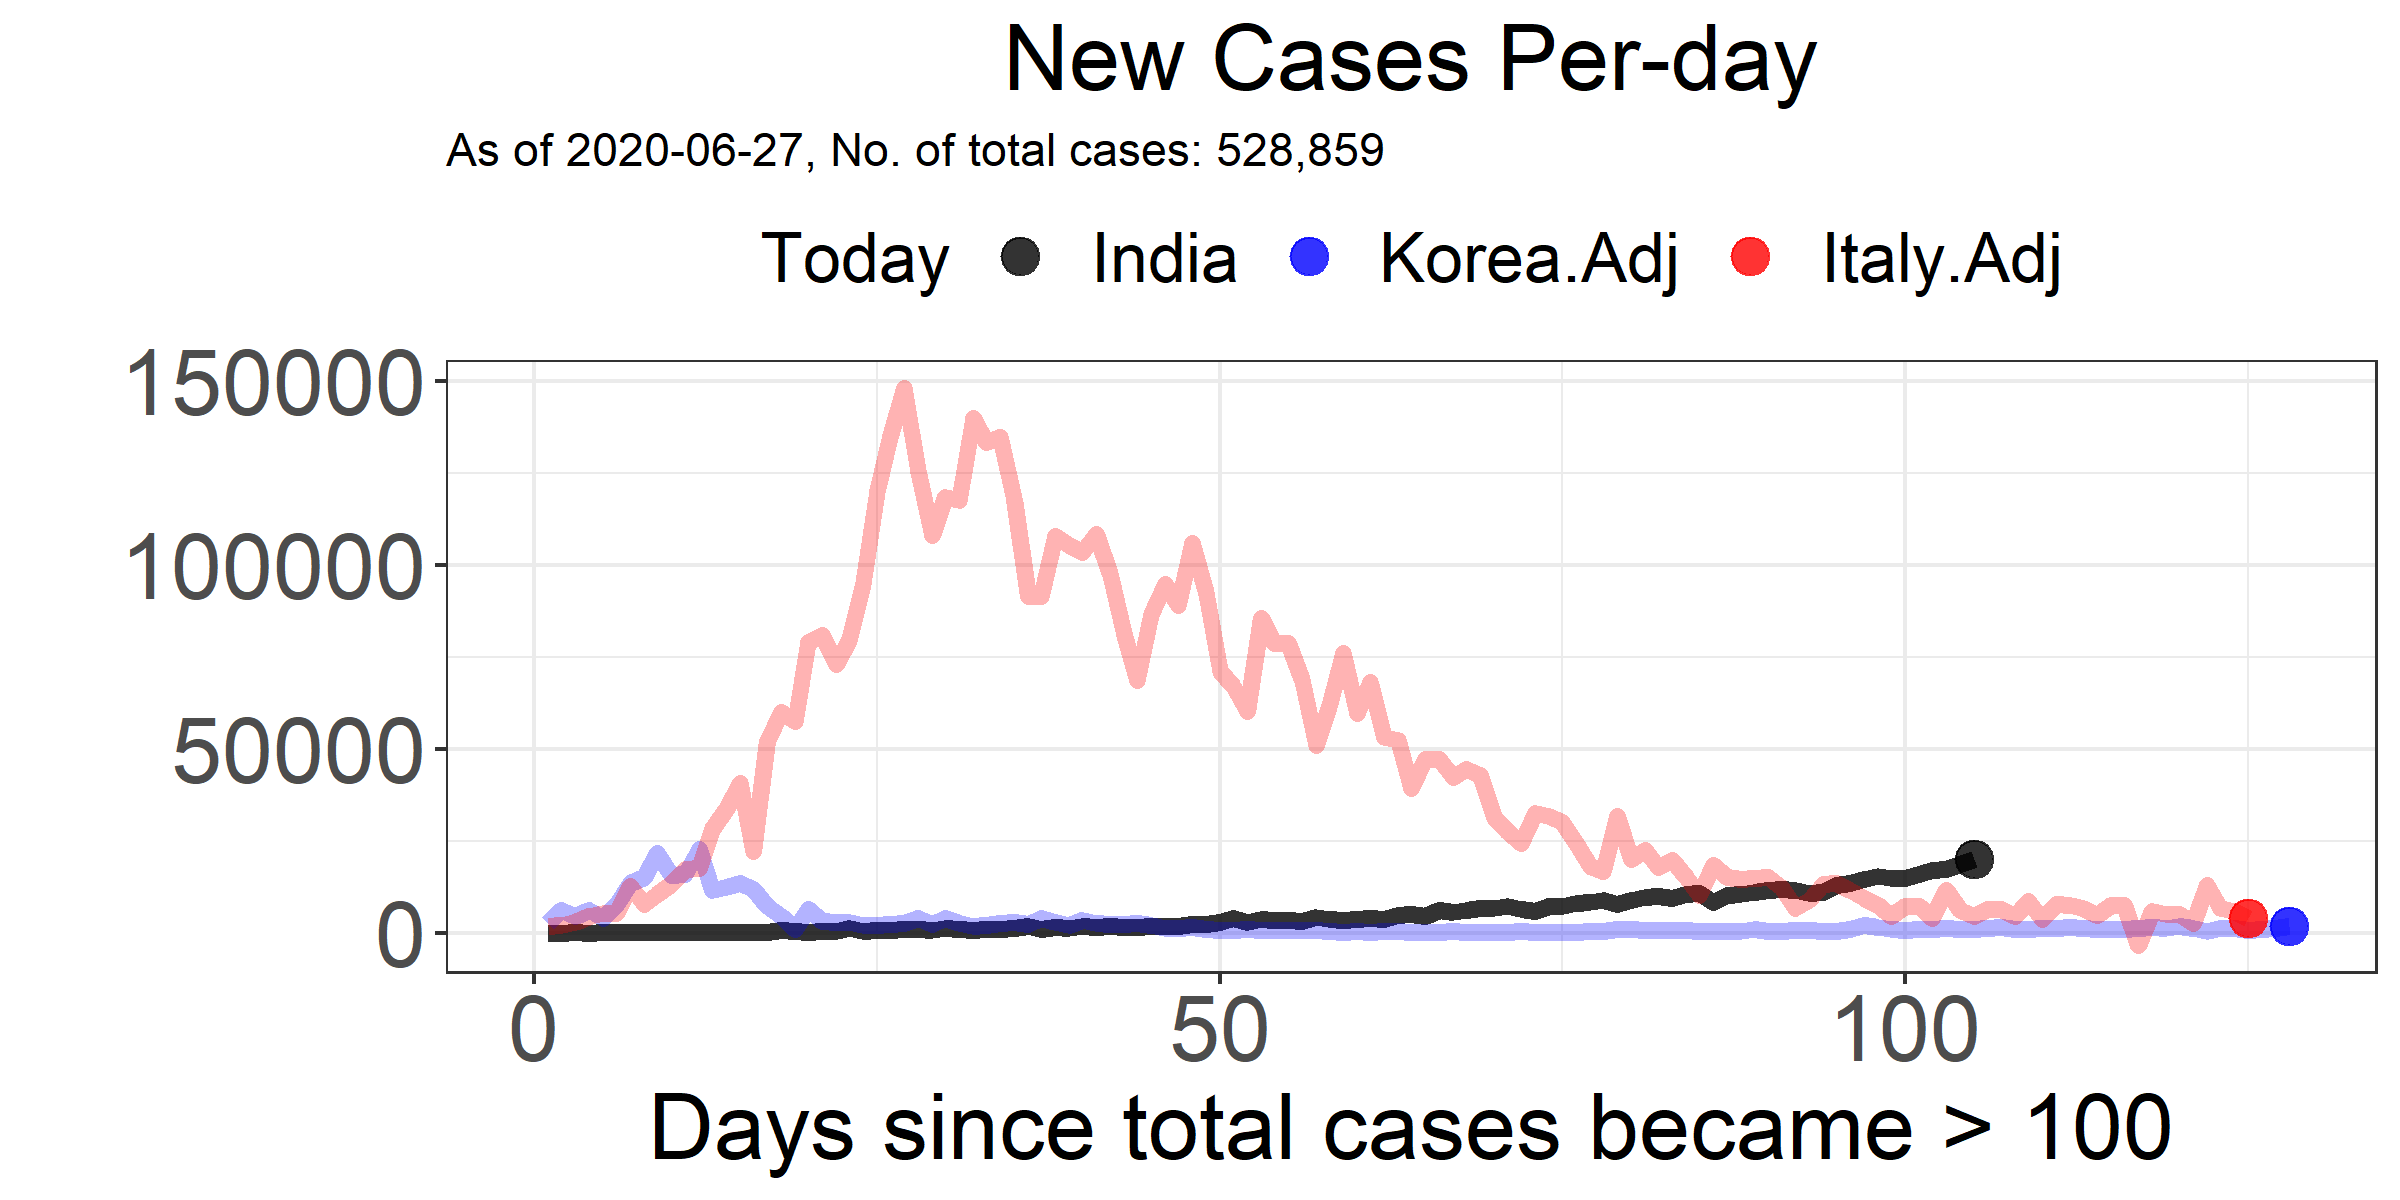 New Cases Per-day
As of 2020-06-27, No. of total cases: 528,859
Today India Korea.Adj Italy.Adj
150000
100000
50000
0
0 50 100
Days since total cases became > 100